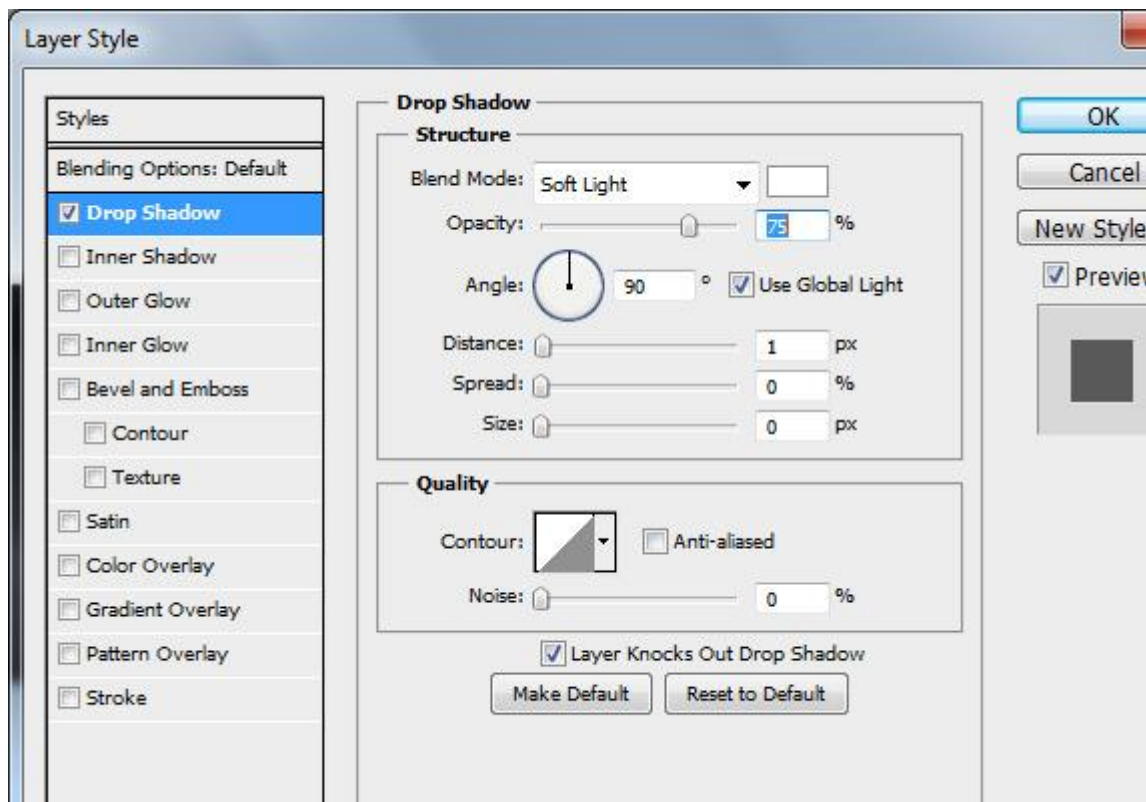 Layer Style
Styles
Blending Options: Default
Drop Shadow
Inner Shadow
Outer Glow
Inner Glow
Bevel and Emboss
Contour
Texture
Satin
Color Overlay
Gradient Overlay
Pattern Overlay
Stroke
Drop Shadow
Structure
Blend Mode: Soft Light
Opacity: 75 %
Angle: 90 ° Use Global Light
Distance: 1 px
Spread: 0 %
Size: 0 px
Quality
Contour: Anti-aliased
Noise: 0 %
Layer Knocks Out Drop Shadow
Make Default Reset to Default
OK
Cancel
New Style
Preview